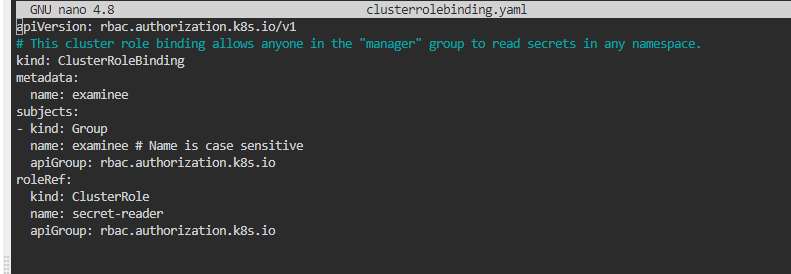 GNU nano 4.8 clusterrolebinding.yaml
apiVersion: rbac.authorization.k8s.io/v1
# This cluster role binding allows anyone in the "manager" group to read secrets in any namespace.
kind: ClusterRoleBinding
metadata:
  name: examinee
subjects:
- kind: Group
  name: examinee # Name is case sensitive
  apiGroup: rbac.authorization.k8s.io
roleRef:
  kind: ClusterRole
  name: secret-reader
  apiGroup: rbac.authorization.k8s.io